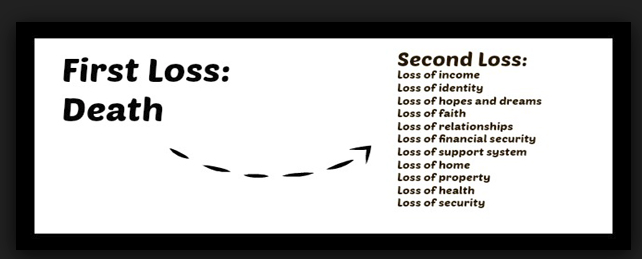 First Loss:
Death
Second Loss:
Loss of income
Loss of identity
Loss of hopes and dreams
Loss of faith
Loss of relationships
Loss of financial security
Loss of support system
Loss of home
Loss of property
Loss of health
Loss of security